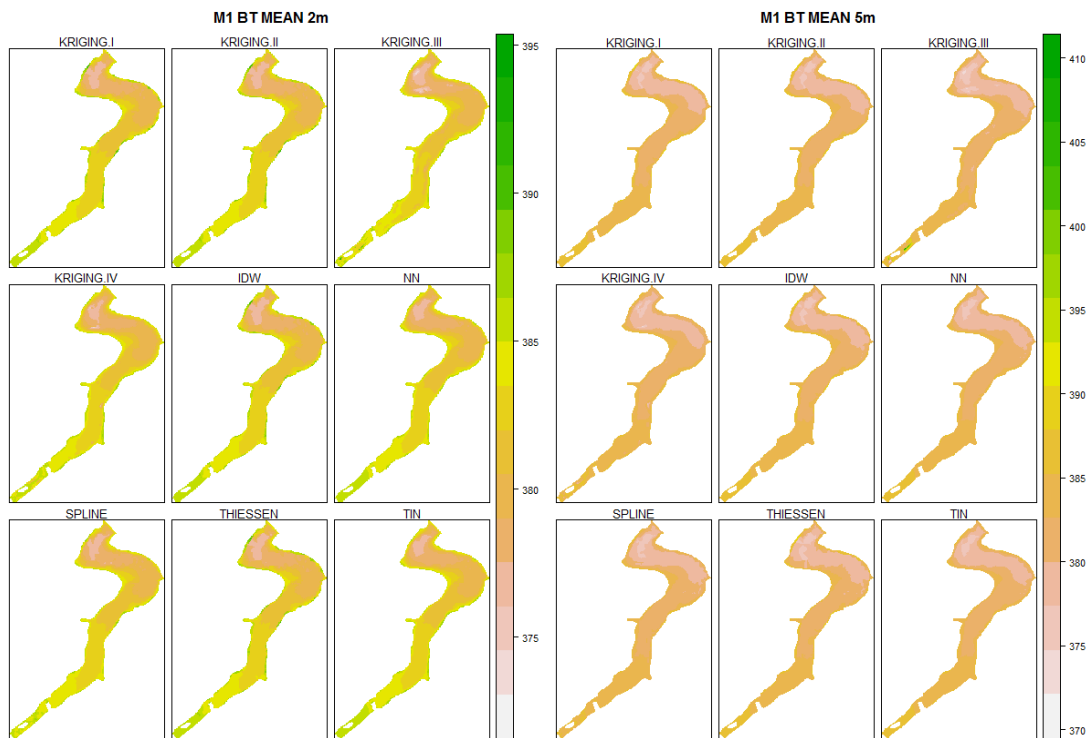 M1 BT MEAN 2m
KRIGING.I KRIGING.II KRIGING.III
KRIGING.IV IDW NN
SPLINE THIESSEN TIN
395
390
385
380
375
M1 BT MEAN 5m
KRIGING.I KRIGING.II KRIGING.III
KRIGING.IV IDW NN
SPLINE THIESSEN TIN
410
405
400
395
390
385
380
375
370